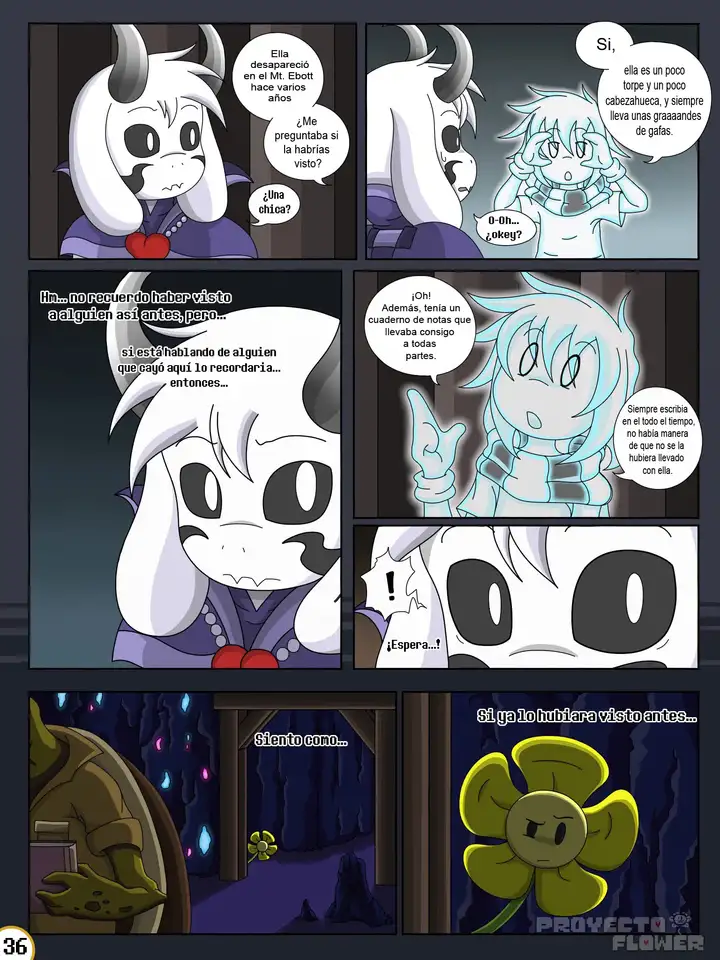 Ella
desapareció
en el Mt. Ebott
hace varios
años
¿Me
preguntaba si
la habrías
visto?
¿Una
chica?
Si,
ella es un poco
torpe y un poco
cabezahueca, y siempre
lleva unas graaaandes
de gafas.
O-Oh...
¿okey?
Hm... no recuerdo haber visto
a alguien así antes, pero...
si está hablando de alguien
que cayó aquí lo recordaria...
entonces...
¡Oh!
Además, tenía un
cuaderno de notas que
llevaba consigo
a todas
partes.
Siempre escribia
en el todo el tiempo,
no había manera
de que no se la
hubiera llevado
con ella.
!
¡Espera...!
Siento como...
Si ya lo hubiara visto antes...
PROYECTO
FLOWER
36